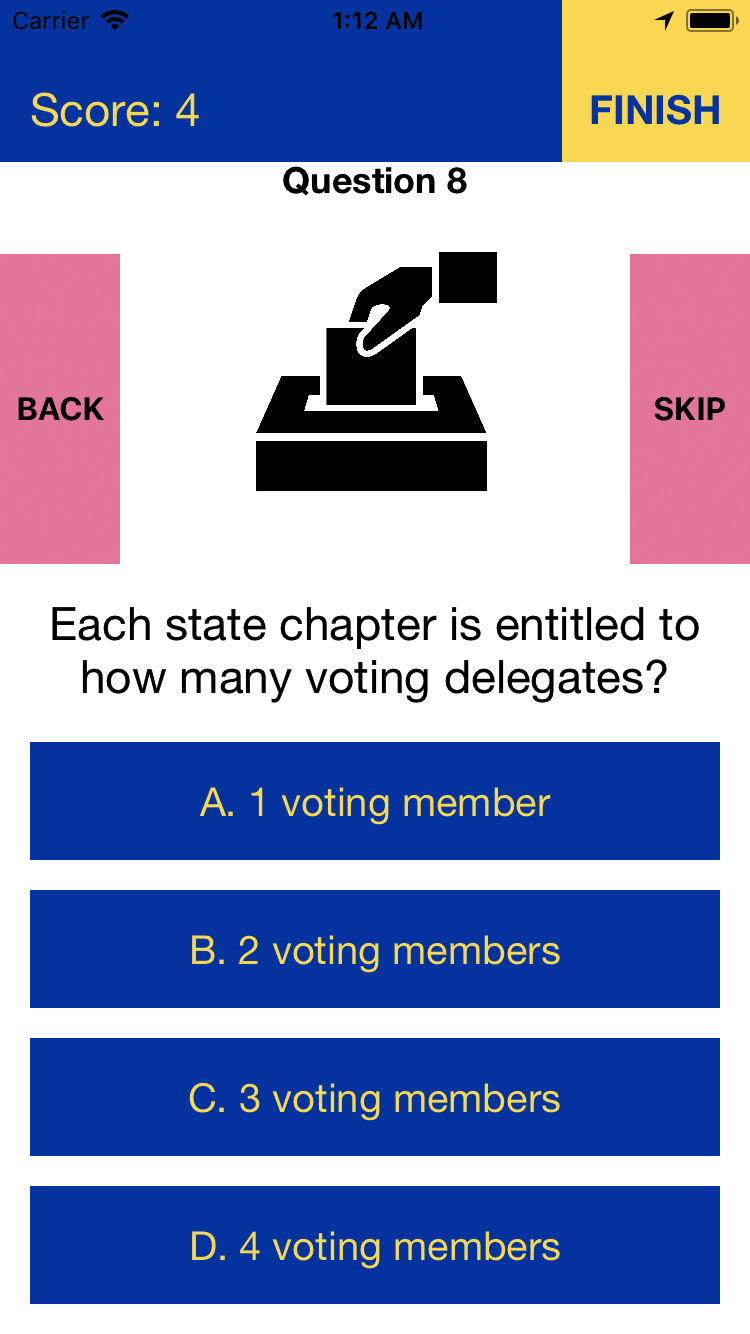 Carrier 1:12 AM
Score: 4 FINISH
Question 8
BACK SKIP
Each state chapter is entitled to
how many voting delegates?
A. 1 voting member
B. 2 voting members
C. 3 voting members
D. 4 voting members